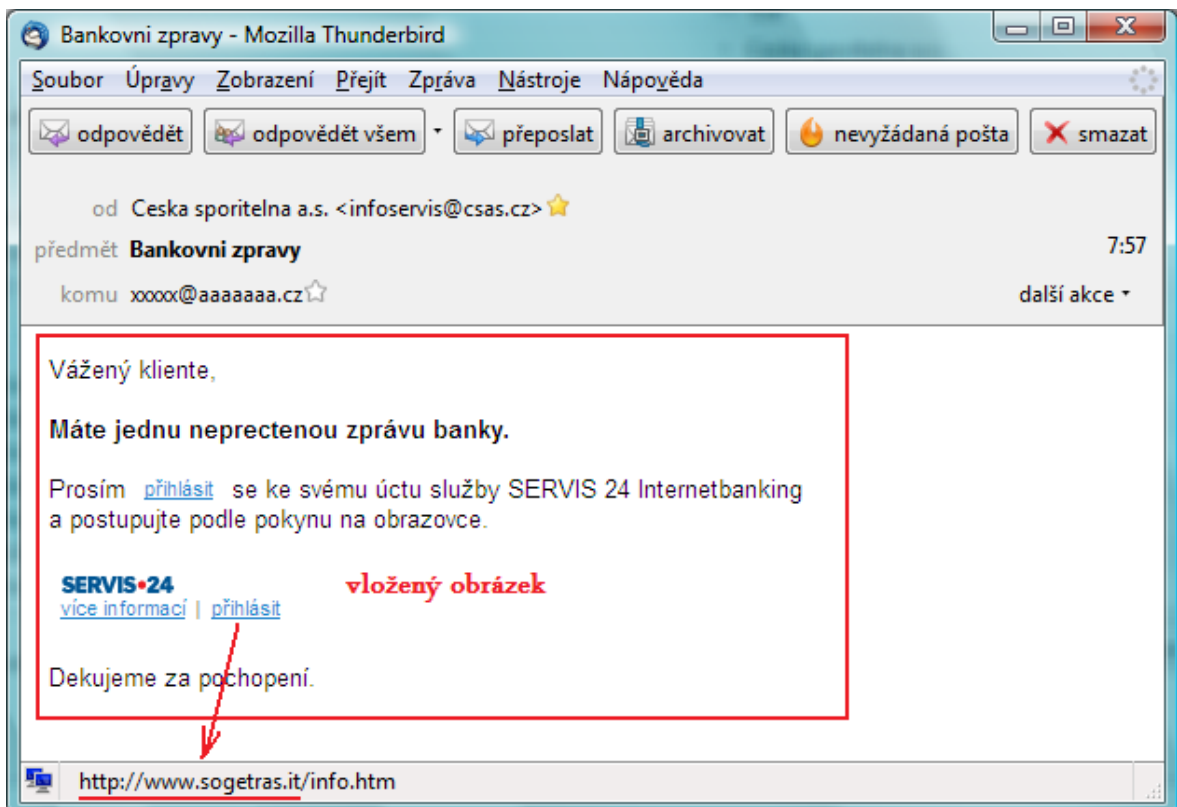 Bankovni zpravy - Mozilla Thunderbird
Soubor Úpravy Zobrazení Přejít Zpráva Nástroje Nápověda
odpovědět odpovědět všem přeposlat archivovat nevyžádaná pošta smazat
od Ceska sporitelna a.s. <infoservis@csas.cz>
předmět Bankovni zpravy 7:57
komu xxxxx@aaaaaaa.cz další akce
Vážený kliente,
Máte jednu neprectenou zprávu banky.
Prosím přihlásit se ke svému úctu služby SERVIS 24 Internetbanking
a postupujte podle pokynu na obrazovce.
SERVIS•24 vložený obrázek
více informací | přihlásit
Dekujeme za pochopení.
http://www.sogetras.it/info.htm